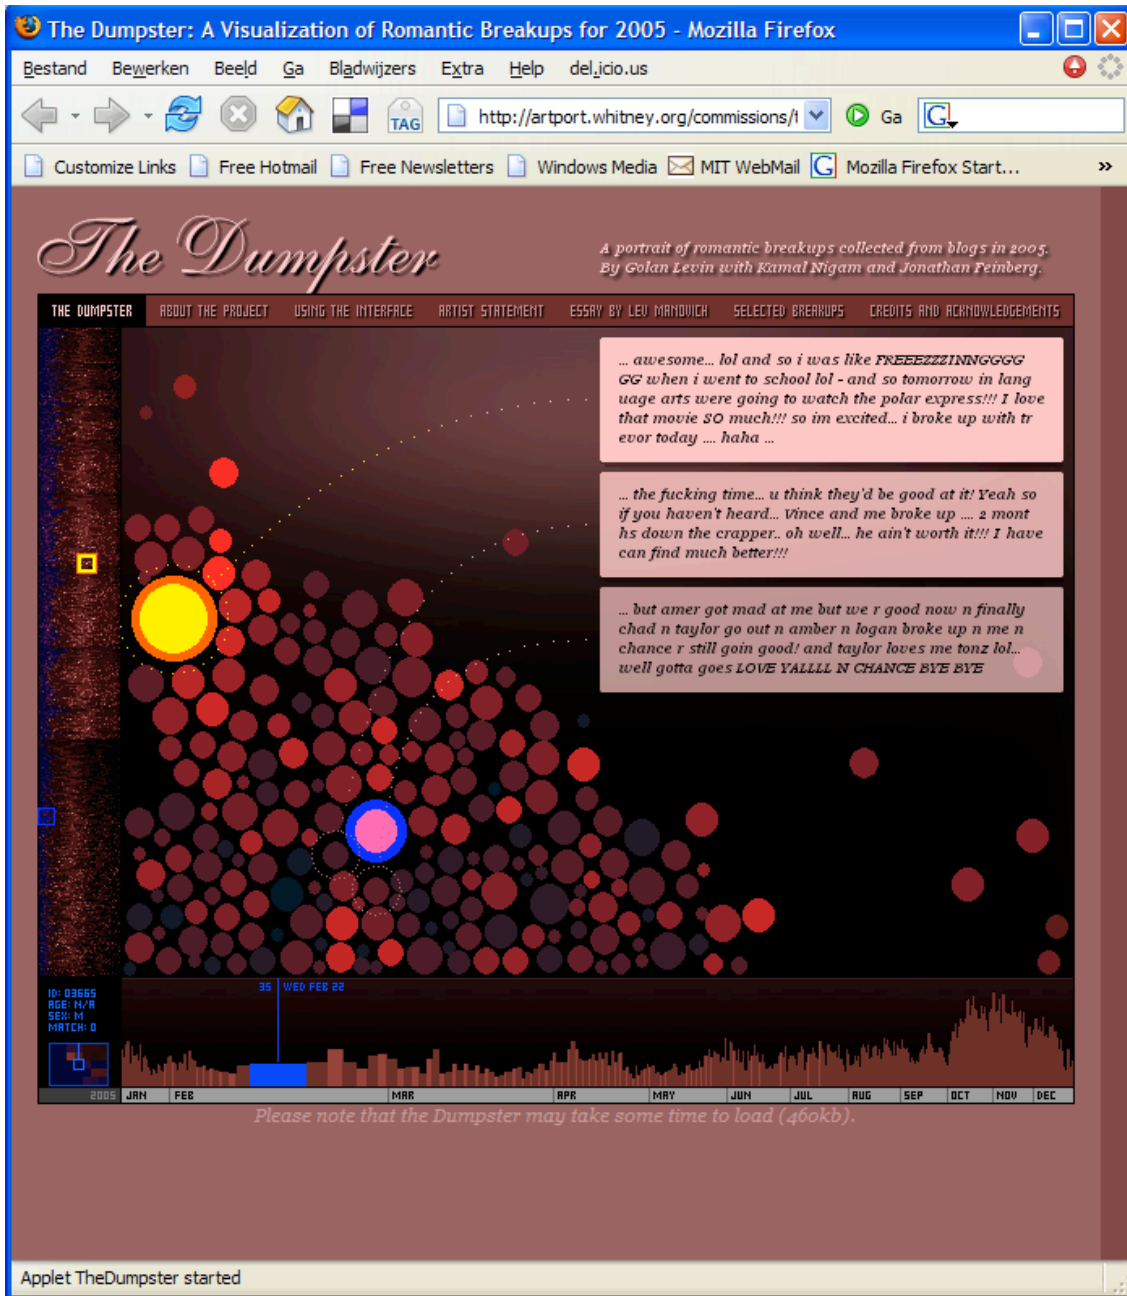 The Dumpster: A Visualization of Romantic Breakups for 2005 - Mozilla Firefox
Bestand Bewerken Beeld Ga Bladwijzers Extra Help del.icio.us
TAG http://artport.whitney.org/commissions/t Ga G
Customize Links Free Hotmail Free Newsletters Windows Media MIT WebMail G Mozilla Firefox Start... »
The Dumpster
A portrait of romantic breakups collected from blogs in 2005.
By Golan Levin with Kamal Nigam and Jonathan Feinberg.
THE DUMPSTER ABOUT THE PROJECT USING THE INTERFACE ARTIST STATEMENT ESSAY BY LEV MANOVICH SELECTED BREAKUPS CREDITS AND ACKNOWLEDGEMENTS
... awesome... lol and so i was like FREEEZZZINNGGGG
GG when i went to school lol - and so tomorrow in lang
uage arts were going to watch the polar express!!! I love
that movie SO much!!! so im excited... i broke up with tr
evor today .... haha ...
... the fucking time... u think they'd be good at it! Yeah so
if you haven't heard... Vince and me broke up .... 2 mont
hs down the crapper.. oh well... he ain't worth it!!! I have
can find much better!!!
... but amer got mad at me but we r good now n finally
chad n taylor go out n amber n logan broke up n me n
chance r still goin good! and taylor loves me tonz lol...
well gotta goes LOVE YALLLL N CHANCE BYE BYE
ID: 03665
AGE: N/A
SEX: M
MATCH: 0
35 WED FEB 22
2005 JAN FEB MAR APR MAY JUN JUL AUG SEP OCT NOV DEC
Please note that the Dumpster may take some time to load (460kb).
Applet TheDumpster started